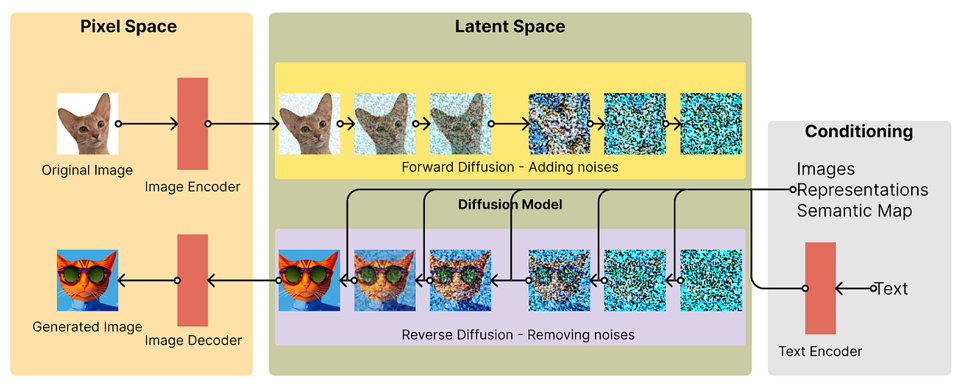 Pixel Space
Original Image
Image Encoder
Generated Image
Image Decoder
Latent Space
Forward Diffusion - Adding noises
Diffusion Model
Reverse Diffusion - Removing noises
Conditioning
Images
Representations
Semantic Map
Text
Text Encoder